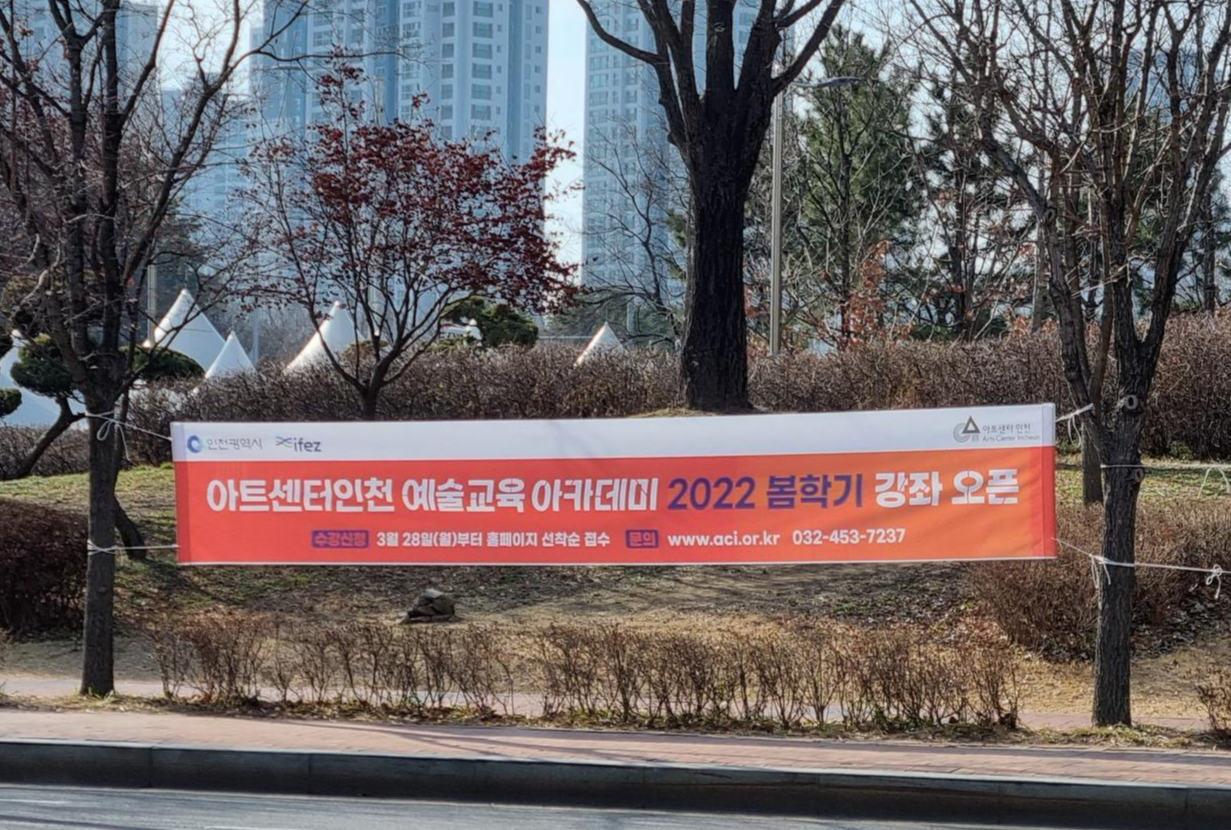 인천광역시 ifez
아트센터인천
Arts Center Incheon
아트센터인천 예술교육 아카데미 2022 봄학기 강좌 오픈
수강신청 3월 28일(월)부터 홈페이지 선착순 접수 문의 www.aci.or.kr 032-453-7237